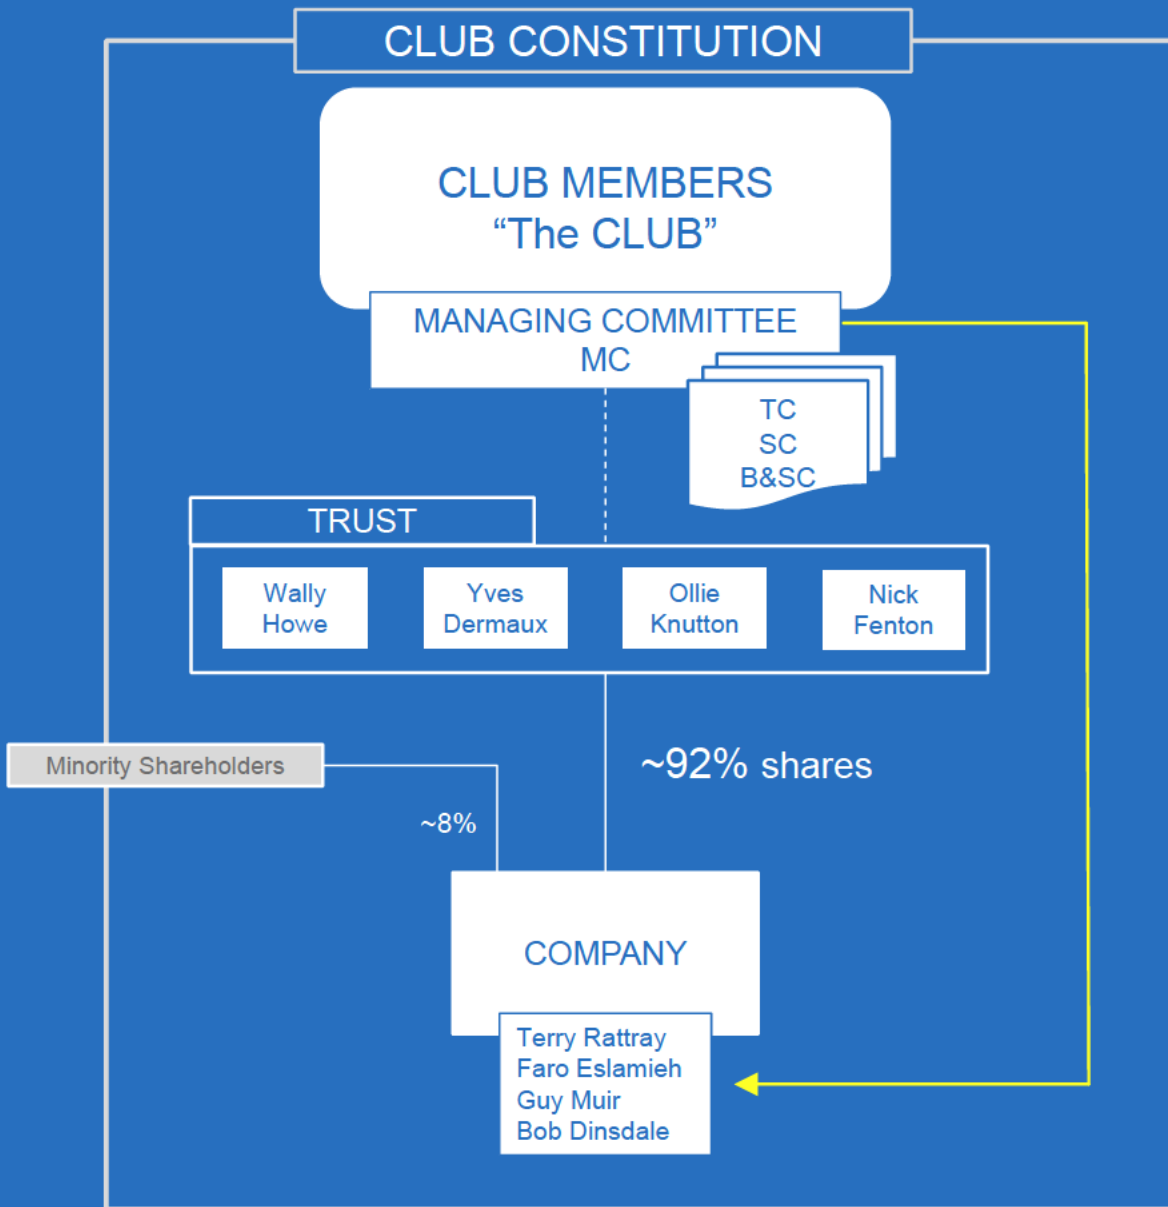 CLUB CONSTITUTION
CLUB MEMBERS
“The CLUB”
MANAGING COMMITTEE
MC
TC
SC
B&SC
TRUST
Wally
Howe
Yves
Dermaux
Ollie
Knutton
Nick
Fenton
Minority Shareholders
~92% shares
~8%
COMPANY
Terry Rattray
Faro Eslamieh
Guy Muir
Bob Dinsdale